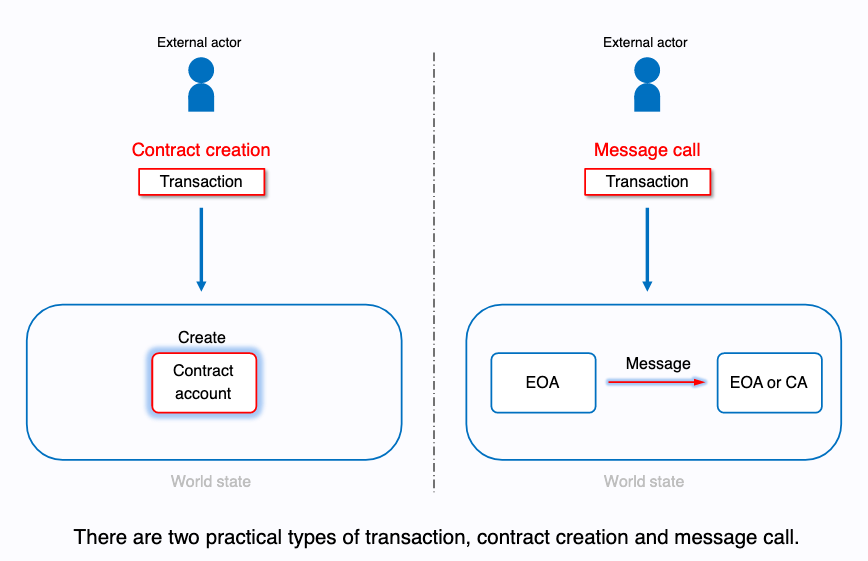 External actor
Contract creation
Transaction
Create
Contract
account
World state
External actor
Message call
Transaction
EOA
Message
EOA or CA
World state
There are two practical types of transaction, contract creation and message call.